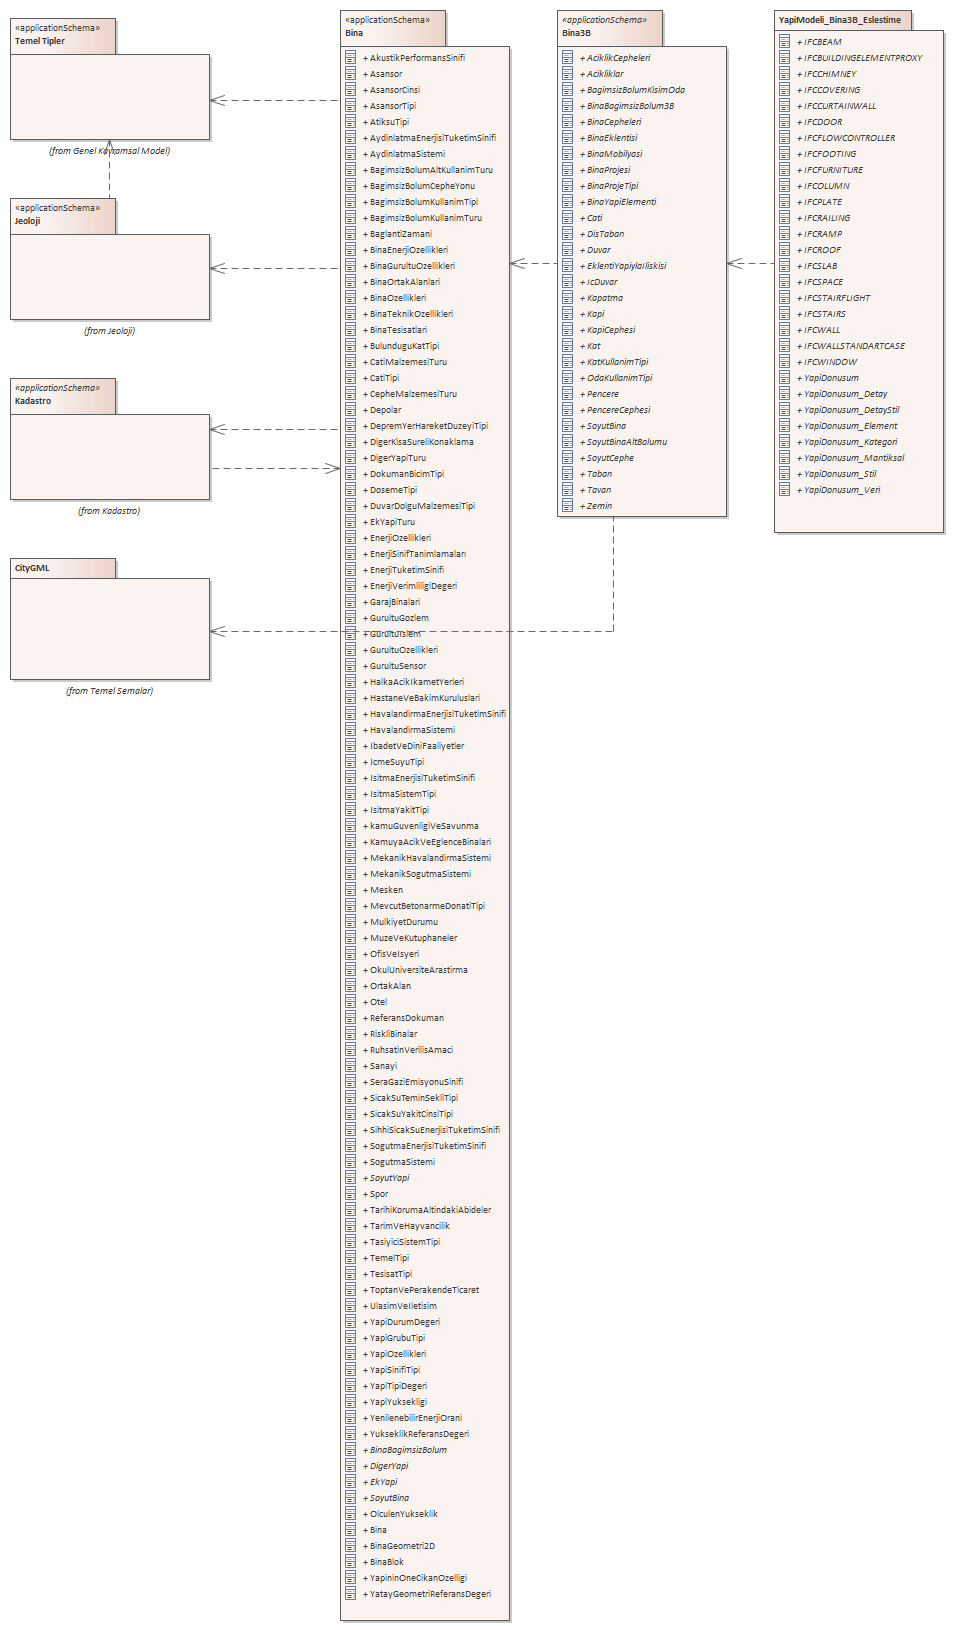 «applicationSchema»
Temel Tipler
(from Genel Kavramsal Model)
«applicationSchema»
Jeoloji
(from Jeoloji)
«applicationSchema»
Kadastro
(from Kadastro)
CityGML
(from Temel Semalar)
«applicationSchema»
Bina
+ AkustikPerformansSinifi
+ Asansor
+ AsansorCinsi
+ AsansorTipi
+ AtiksuTipi
+ AydinlatmaEnerjisiTuketimSinifi
+ AydinlatmaSistemi
+ BagimsizBolumAltKullanimTuru
+ BagimsizBolumCepheYonu
+ BagimsizBolumKullanimTipi
+ BagimsizBolumKullanimTuru
+ BaglantiZamani
+ BinaEnerjiOzellikleri
+ BinaGurultuOzellikleri
+ BinaOrtakAlanlari
+ BinaOzellikleri
+ BinaTeknikOzellikleri
+ BinaTesisatlari
+ BulunduguKatTipi
+ CatiMalzemesiTuru
+ CatiTipi
+ CepheMalzemesiTuru
+ Depolar
+ DepremYerHareketDuzeyiTipi
+ DigerKisaSureliKonaklama
+ DigerYapiTuru
+ DokumanBicimTipi
+ DosemeTipi
+ DuvarDolguMalzemesiTipi
+ EkYapiTuru
+ EnerjiOzellikleri
+ EnerjiSinifTanimlamaları
+ EnerjiTuketimSinifi
+ EnerjiVerimliligiDegeri
+ GarajBinalari
+ GurultuGozlem
+ GurultuIslem
+ GurultuOzellikleri
+ GurultuSensor
+ HalkaAcikIkametYerleri
+ HastaneVeBakimKuruluslari
+ HavalandirmaEnerjisiTuketimSinifi
+ HavalandirmaSistemi
+ IbadetVeDiniFaaliyetler
+ IcmeSuyuTipi
+ IsitmaEnerjisiTuketimSinifi
+ IsitmaSistemTipi
+ IsitmaYakitTipi
+ kamuGuvenligiVeSavunma
+ KamuyaAcikVeEglenceBinalari
+ MekanikHavalandirmaSistemi
+ MekanikSogutmaSistemi
+ Mesken
+ MevcutBetonarmeDonatiTipi
+ MulkiyetDurumu
+ MuzeVeKutuphaneler
+ OfisVeIsyeri
+ OkulUniversiteArastirma
+ OrtakAlan
+ Otel
+ ReferansDokuman
+ RiskliBinalar
+ RuhsatinVerilisAmaci
+ Sanayi
+ SeraGaziEmisyonuSinifi
+ SicakSuTeminSekliTipi
+ SicakSuYakitCinsiTipi
+ SihhiSicakSuEnerjisiTuketimSinifi
+ SogutmaEnerjisiTuketimSinifi
+ SogutmaSistemi
+ SoyutYapi
+ Spor
+ TarihiKorumaAltindakiAbideler
+ TarimVeHayvancilik
+ TasiyiciSistemTipi
+ TemelTipi
+ TesisatTipi
+ ToptanVePerakendeTicaret
+ UlasimVeIletisim
+ YapiDurumDegeri
+ YapiGrubuTipi
+ YapiOzellikleri
+ YapiSinifiTipi
+ YapiTipiDegeri
+ YapiYuksekligi
+ YenilenebilirEnerjiOrani
+ YukseklikReferansDegeri
+ BinaBagimsizBolum
+ DigerYapi
+ EkYapi
+ SoyutBina
+ OlculenYukseklik
+ Bina
+ BinaGeometri2D
+ BinaBlok
+ YapininOneCikanOzelligi
+ YatayGeometriReferansDegeri
«applicationSchema»
Bina3B
+ AciklikCepheleri
+ Acikliklar
+ BagimsizBolumKisimOda
+ BinaBagimsizBolum3B
+ BinaCepheleri
+ BinaEklentisi
+ BinaMobilyasi
+ BinaProjesi
+ BinaProjeTipi
+ BinaYapiElementi
+ Cati
+ DisTaban
+ Duvar
+ EklentiYapiylaIliskisi
+ IcDuvar
+ Kapatma
+ Kapi
+ KapiCephesi
+ Kat
+ KatKullanimTipi
+ OdaKullanimTipi
+ Pencere
+ PencereCephesi
+ SoyutBina
+ SoyutBinaAltBolumu
+ SoyutCephe
+ Taban
+ Tavan
+ Zemin
YapiModeli_Bina3B_Eslestime
+ IFCBEAM
+ IFCBUILDINGELEMENTPROXY
+ IFCCHIMNEY
+ IFCCOVERING
+ IFCCURTAINWALL
+ IFCDOOR
+ IFCFLOWCONTROLLER
+ IFCFOOTING
+ IFCFURNITURE
+ IFCOLUMN
+ IFCPLATE
+ IFCRAILING
+ IFCRAMP
+ IFCROOF
+ IFCSLAB
+ IFCSPACE
+ IFCSTAIRFLIGHT
+ IFCSTAIRS
+ IFCWALL
+ IFCWALLSTANDARTCASE
+ IFCWINDOW
+ YapiDonusum
+ YapiDonusum_Detay
+ YapiDonusum_DetayStil
+ YapiDonusum_Element
+ YapiDonusum_Kategori
+ YapiDonusum_Mantiksal
+ YapiDonusum_Stil
+ YapiDonusum_Veri